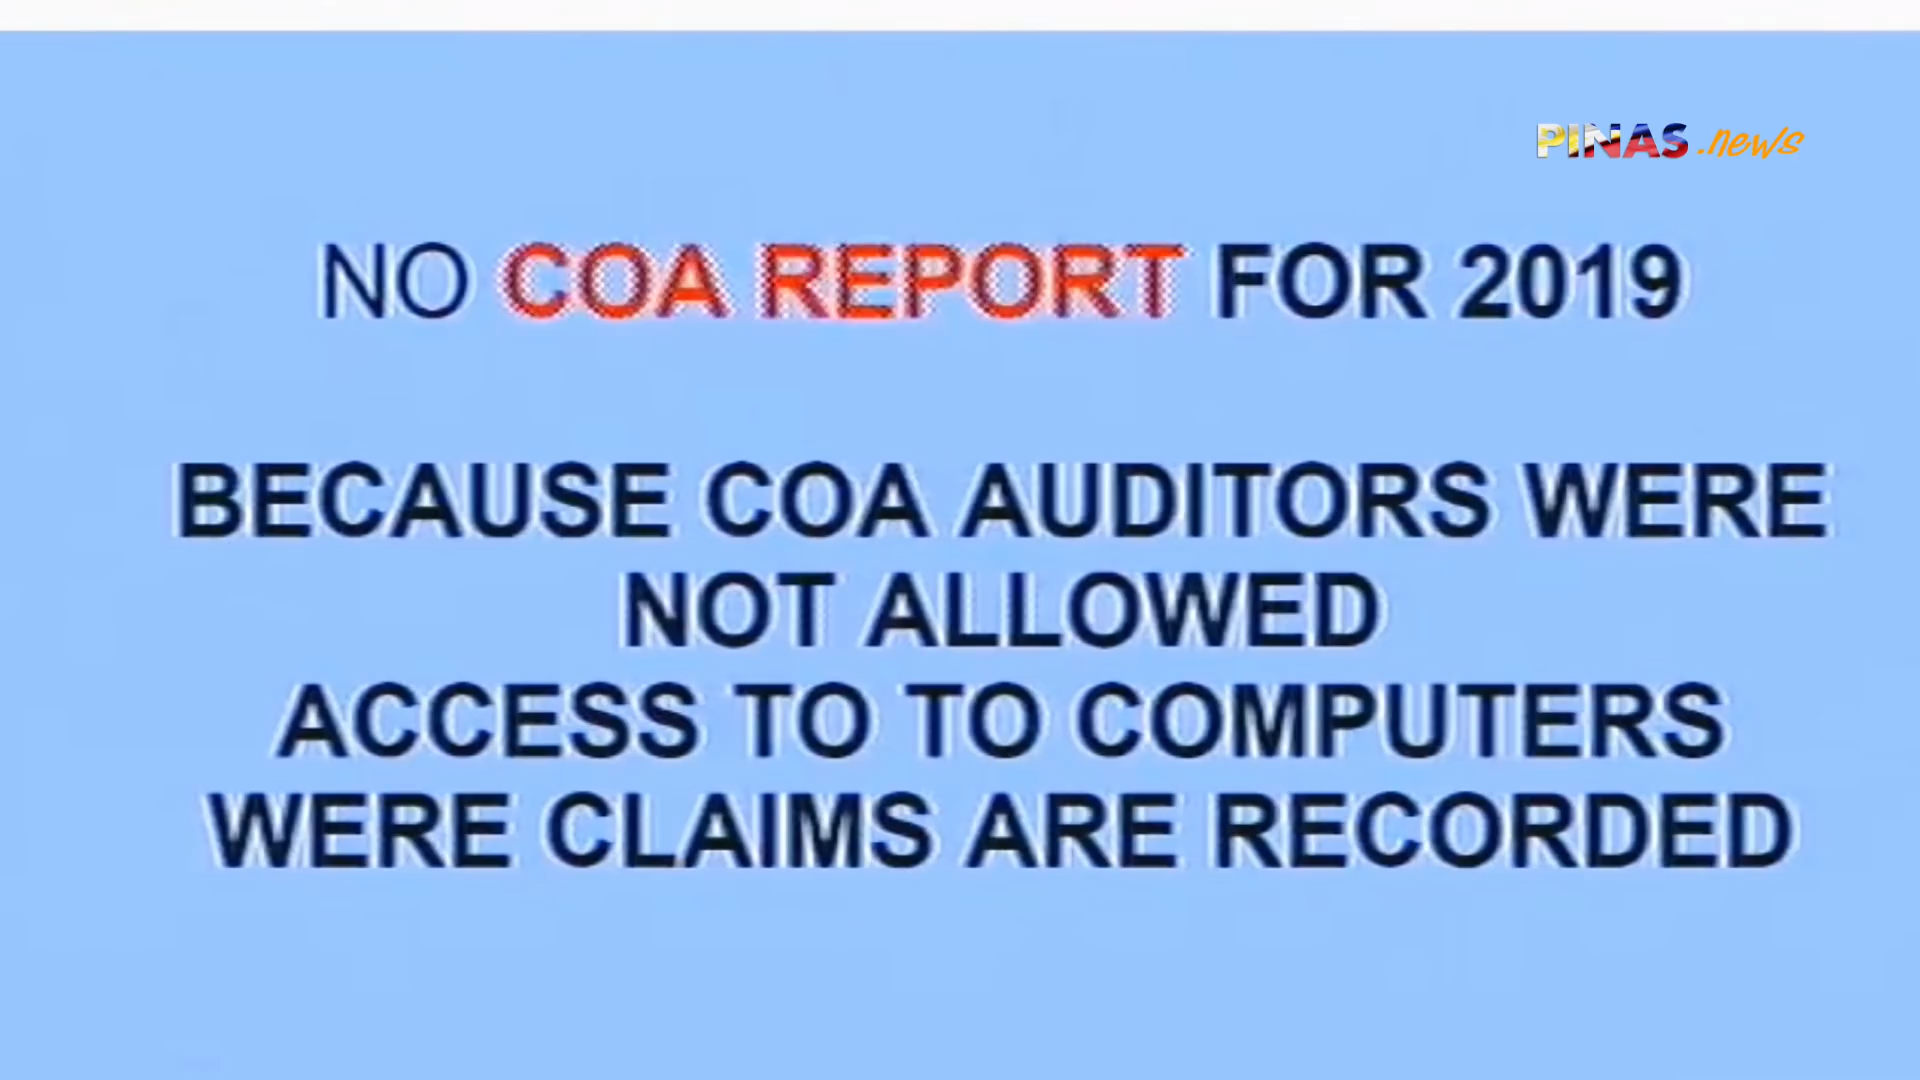 PINAS.news
NO COA REPORT FOR 2019
BECAUSE COA AUDITORS WERE
NOT ALLOWED
ACCESS TO TO COMPUTERS
WERE CLAIMS ARE RECORDED